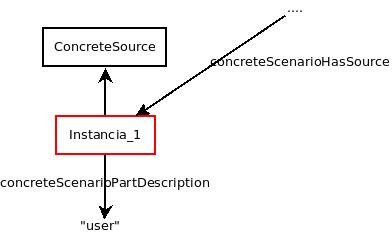 ....
ConcreteSource
concreteScenarioHasSource
Instancia_1
concreteScenarioPartDescription
"user"